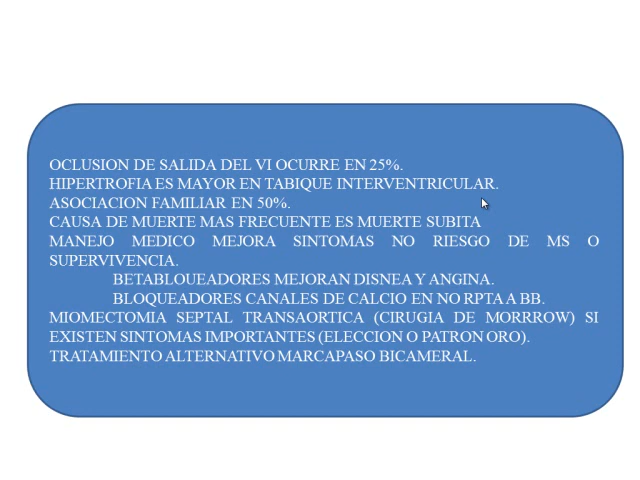 OCLUSION DE SALIDA DEL VI OCURRE EN 25%.
HIPERTROFIA ES MAYOR EN TABIQUE INTERVENTRICULAR.
ASOCIACION FAMILIAR EN 50%.
CAUSA DE MUERTE MAS FRECUENTE ES MUERTE SUBITA
MANEJO MEDICO MEJORA SINTOMAS NO RIESGO DE MS O
SUPERVIVENCIA.
BETABLOUEADORES MEJORAN DISNEA Y ANGINA.
BLOQUEADORES CANALES DE CALCIO EN NO RPTA A BB.
MIOMECTOMIA SEPTAL TRANSAORTICA (CIRUGIA DE MORRROW) SI
EXISTEN SINTOMAS IMPORTANTES (ELECCION O PATRON ORO).
TRATAMIENTO ALTERNATIVO MARCAPASO BICAMERAL.